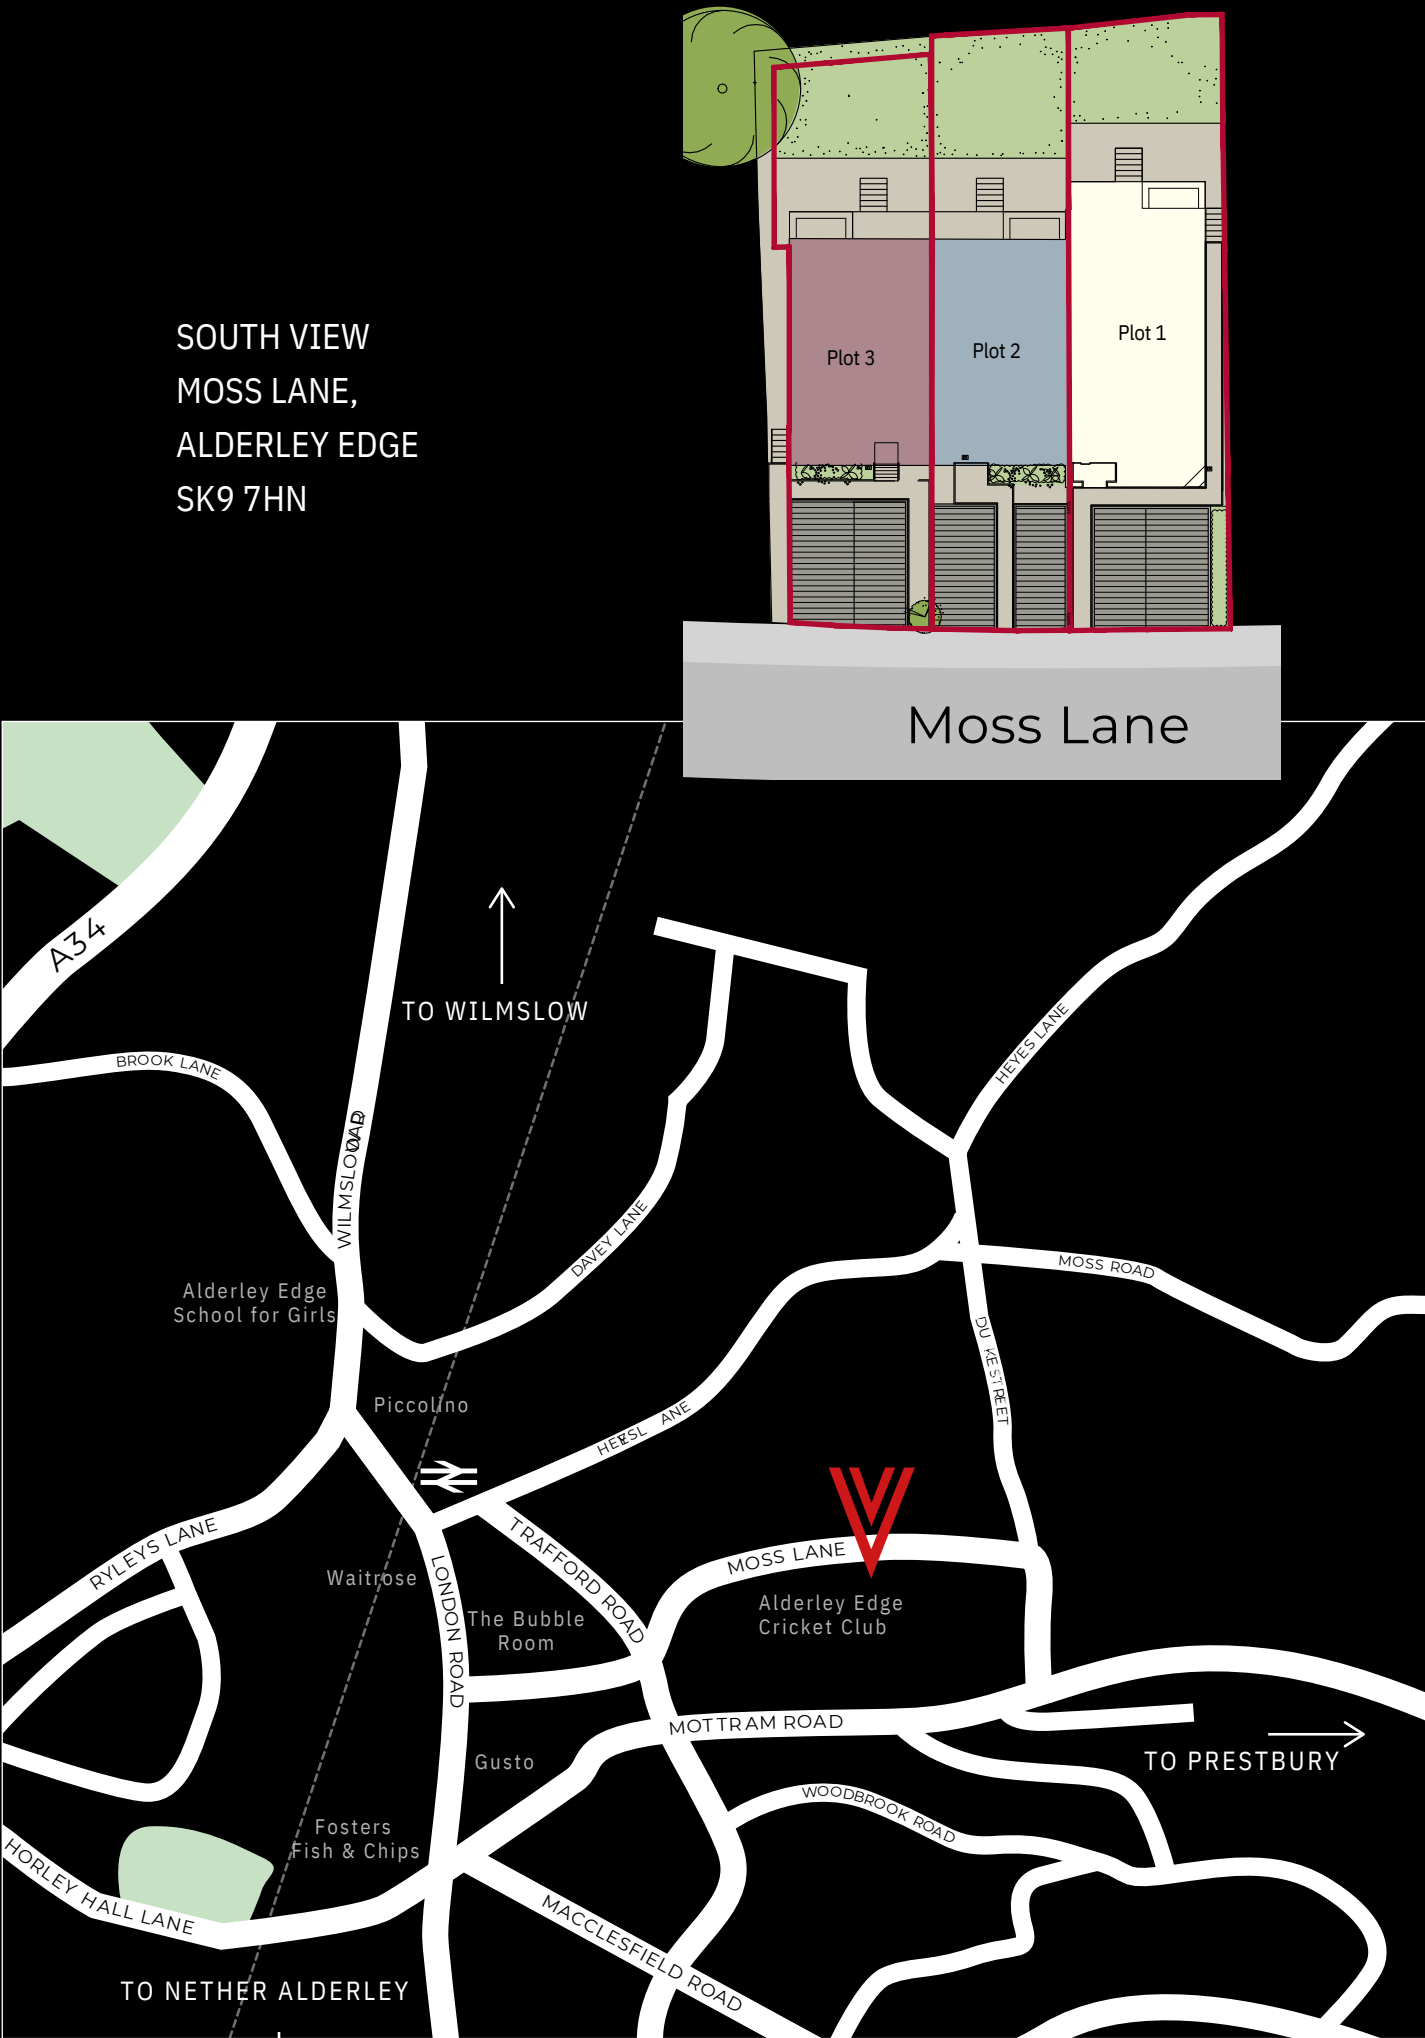 SOUTH VIEW
MOSS LANE,
ALDERLEY EDGE
SK9 7HN
Plot 3
Plot 2
Plot 1
Moss Lane
A34
TO WILMSLOW
BROOK LANE
HEYES LANE
DAVEY LANE
MOSS ROAD
Alderley Edge
School for Girls
DUKE STREET
Piccolino
RYLEYS LANE
TRAFFORD ROAD
MOSS LANE
Waitrose
LONDON ROAD
The Bubble
Room
Alderley Edge
Cricket Club
MOTTRAM ROAD
TO PRESTBURY
Gusto
WOODBROOK ROAD
Fosters
Fish & Chips
HORLEY HALL LANE
MACCLESFIELD ROAD
TO NETHER ALDERLEY